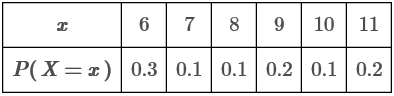 x 6 7 8 9 10 11
P(X = x) 0.3 0.1 0.1 0.2 0.1 0.2